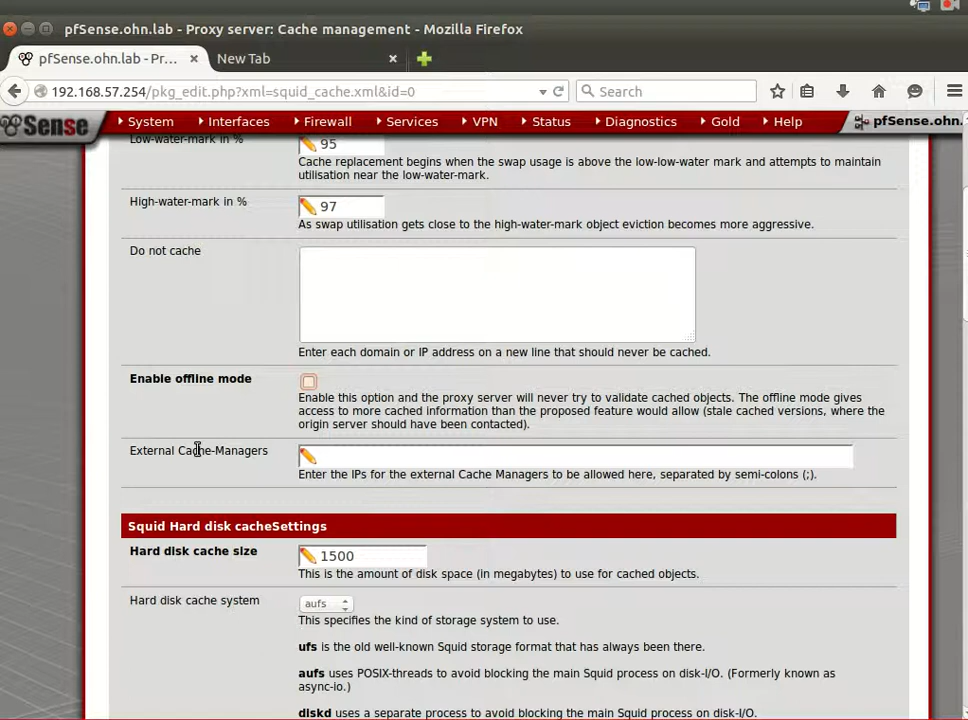 pfSense.ohn.lab - Proxy server: Cache management - Mozilla Firefox
pfSense.ohn.lab - Pr...
New Tab
192.168.57.254/pkg_edit.php?xml=squid_cache.xml&id=0
Search
Sense
System
Interfaces
Firewall
Services
VPN
Status
Diagnostics
Gold
Help
pfSense.ohn.
Low-water-mark in %
95
Cache replacement begins when the swap usage is above the low-low-water mark and attempts to maintain
utilisation near the low-water-mark.
High-water-mark in %
97
As swap utilisation gets close to the high-water-mark object eviction becomes more aggressive.
Do not cache
Enter each domain or IP address on a new line that should never be cached.
Enable offline mode
Enable this option and the proxy server will never try to validate cached objects. The offline mode gives
access to more cached information than the proposed feature would allow (stale cached versions, where the
origin server should have been contacted).
External Cache-Managers
Enter the IPs for the external Cache Managers to be allowed here, separated by semi-colons (;).
Squid Hard disk cacheSettings
Hard disk cache size
1500
This is the amount of disk space (in megabytes) to use for cached objects.
Hard disk cache system
aufs
This specifies the kind of storage system to use.
ufs is the old well-known Squid storage format that has always been there.
aufs uses POSIX-threads to avoid blocking the main Squid process on disk-I/O. (Formerly known as
async-io.)
diskd uses a separate process to avoid blocking the main Squid process on disk-I/O.